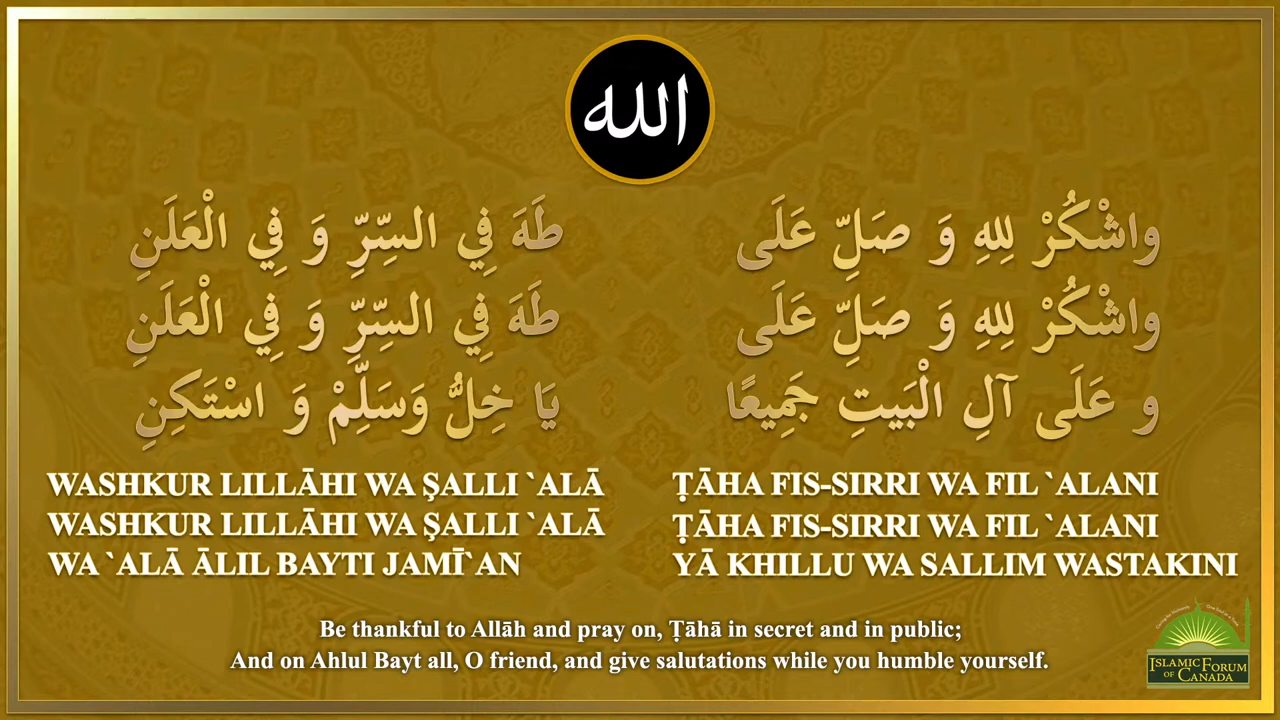 الله
واشْكُرْ لِلهِ وَ صَلِّ عَلَى طَهَ فِي السِّرِّ وَ فِي الْعَلَنِ
واشْكُرْ لِلهِ وَ صَلِّ عَلَى طَهَ فِي السِّرِّ وَ فِي الْعَلَنِ
و عَلَى آلِ الْبَيتِ جَمِيعًا يَا خِلُّ وَسَلِّمْ وَ اسْتَكِنِ
WASHKUR LILLĀHI WA ŞALLI `ALĀ ṬĀHA FIS-SIRRI WA FIL `ALANI
WASHKUR LILLĀHI WA ŞALLI `ALĀ ṬĀHA FIS-SIRRI WA FIL `ALANI
WA `ALĀ ĀLIL BAYTI JAMĪ`AN YĀ KHILLU WA SALLIM WASTAKINI
Be thankful to Allāh and pray on, Ṭāhā in secret and in public;
And on Ahlul Bayt all, O friend, and give salutations while you humble yourself.
ISLAMIC FORUM
OF CANADA